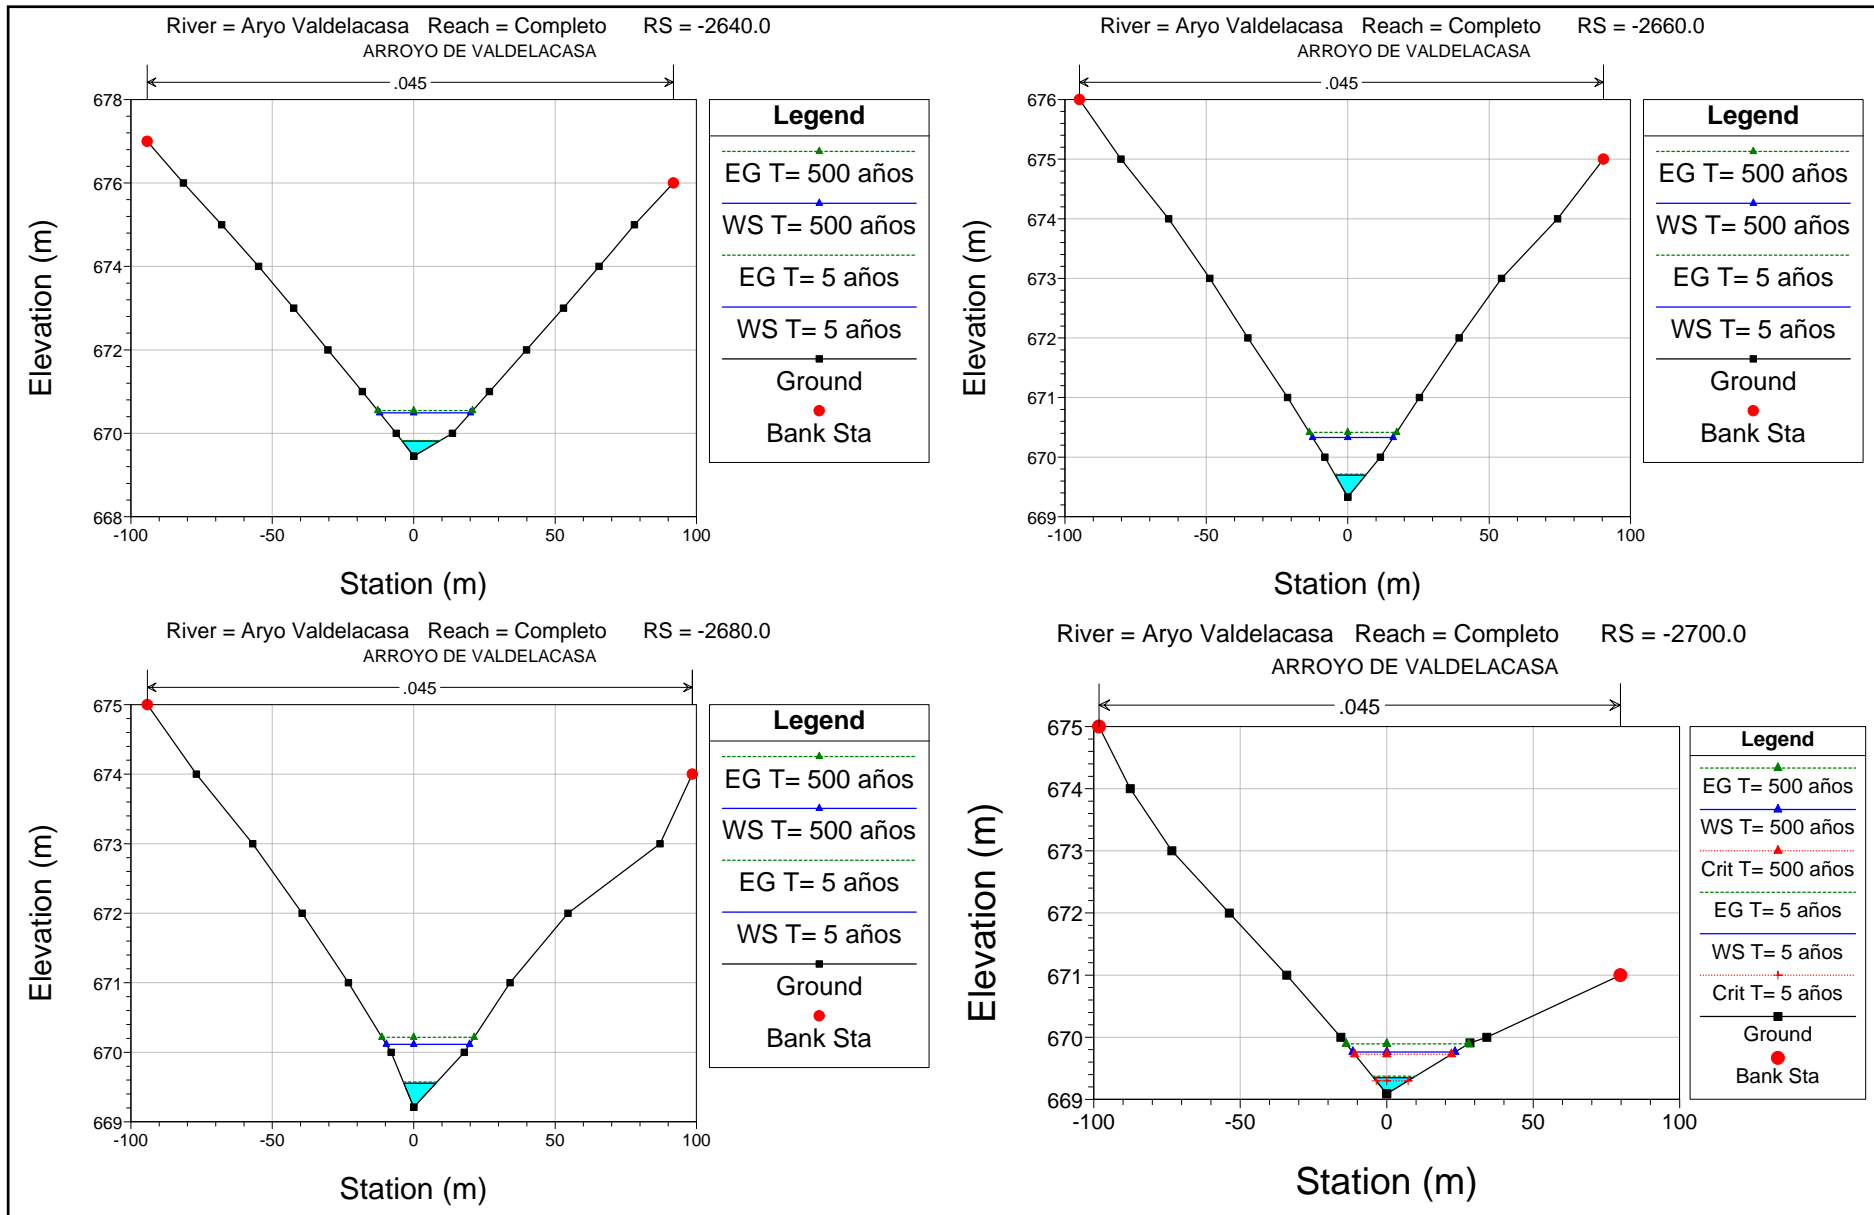 River = Aryo Valdelacasa Reach = Completo RS = -2640.0
ARROYO DE VALDELACASA
.045
678
676
674
672
670
668
-100
-50
0
50
100
Elevation (m)
Station (m)
Legend
EG T= 500 años
WS T= 500 años
EG T= 5 años
WS T= 5 años
Ground
Bank Sta
River = Aryo Valdelacasa Reach = Completo RS = -2660.0
ARROYO DE VALDELACASA
.045
676
675
674
673
672
671
670
669
-100
-50
0
50
100
Elevation (m)
Station (m)
Legend
EG T= 500 años
WS T= 500 años
EG T= 5 años
WS T= 5 años
Ground
Bank Sta
River = Aryo Valdelacasa Reach = Completo RS = -2680.0
ARROYO DE VALDELACASA
.045
675
674
673
672
671
670
669
-100
-50
0
50
100
Elevation (m)
Station (m)
Legend
EG T= 500 años
WS T= 500 años
EG T= 5 años
WS T= 5 años
Ground
Bank Sta
River = Aryo Valdelacasa Reach = Completo RS = -2700.0
ARROYO DE VALDELACASA
.045
675
674
673
672
671
670
669
-100
-50
0
50
100
Elevation (m)
Station (m)
Legend
EG T= 500 años
WS T= 500 años
Crit T= 500 años
EG T= 5 años
WS T= 5 años
Crit T= 5 años
Ground
Bank Sta